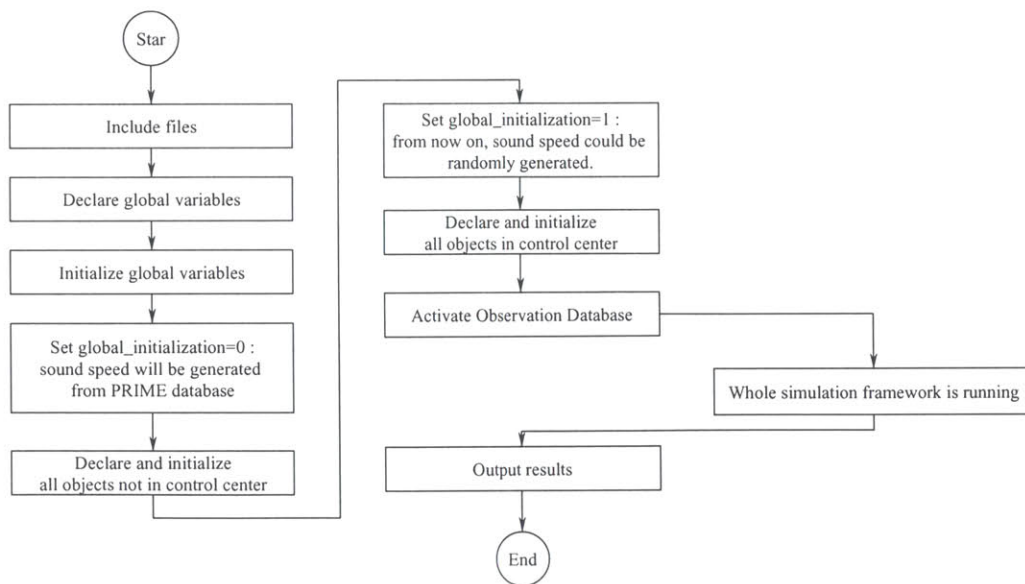 Star
Include files
Declare global variables
Initialize global variables
Set global_initialization=0 :
sound speed will be generated
from PRIME database
Declare and initialize
all objects not in control center
Set global_initialization=1 :
from now on, sound speed could be
randomly generated.
Declare and initialize
all objects in control center
Activate Observation Database
Whole simulation framework is running
Output results
End